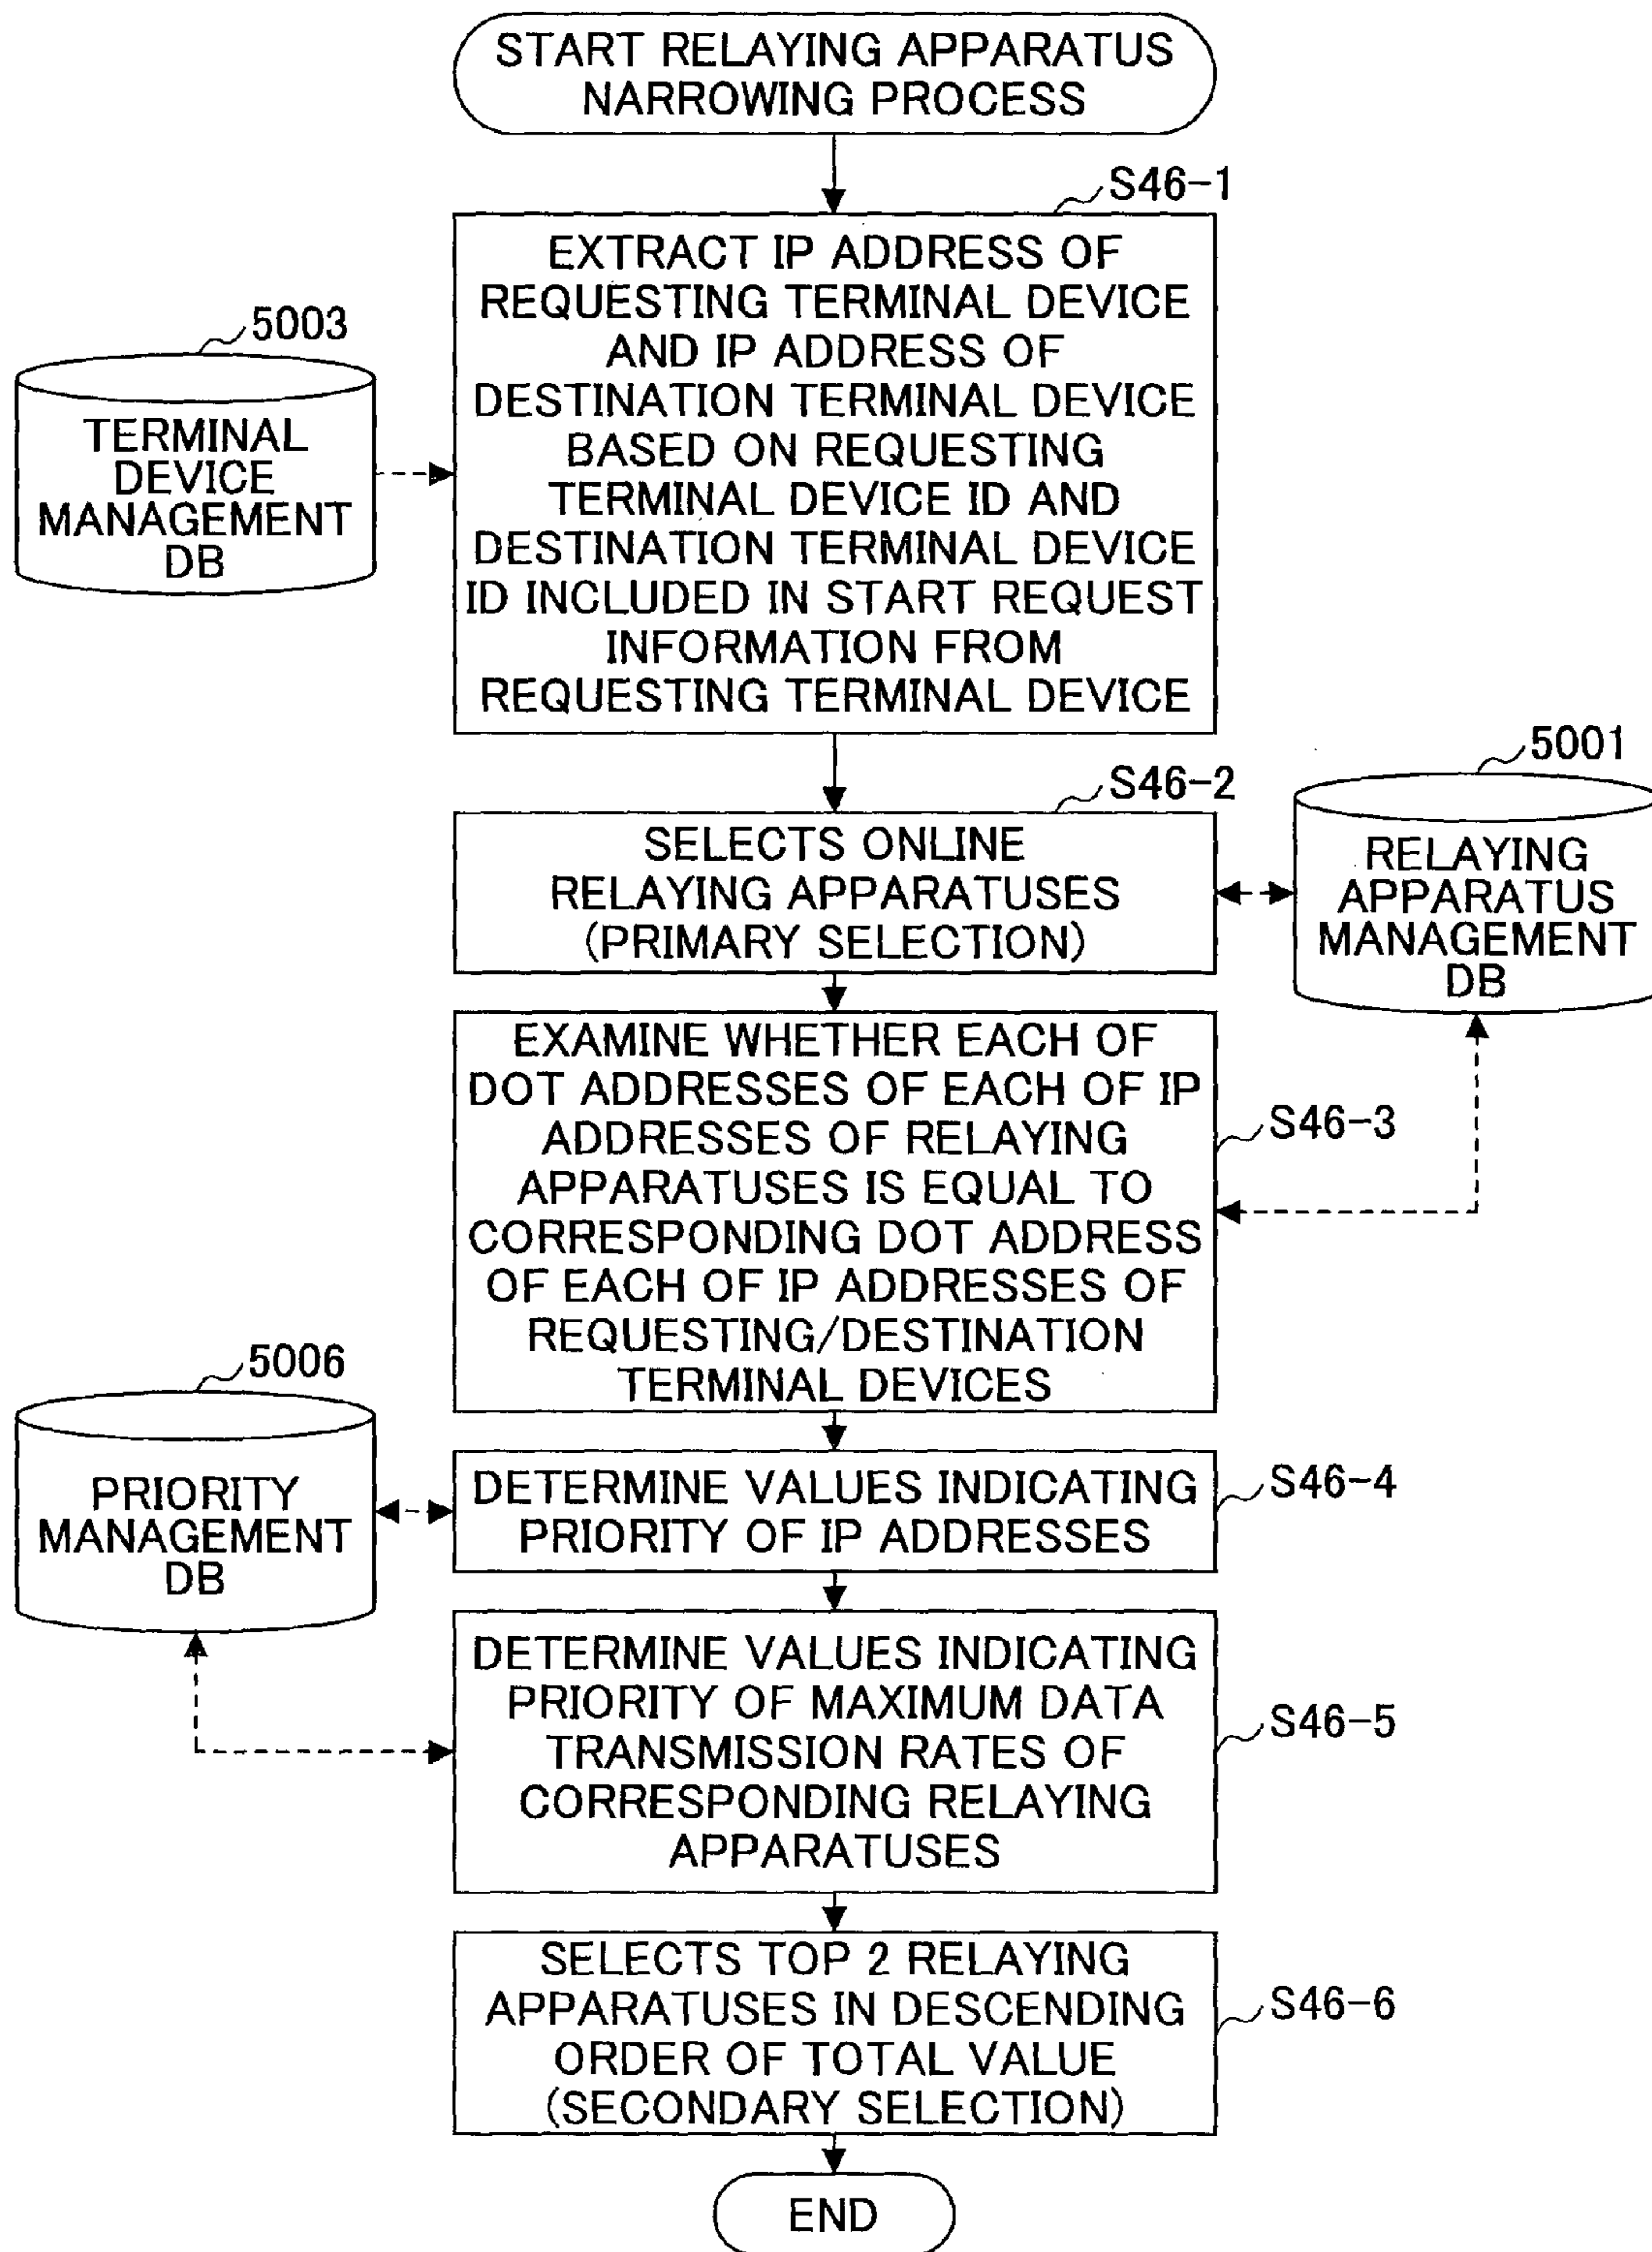 START RELAYING APPARATUS
NARROWING PROCESS
S46-1
EXTRACT IP ADDRESS OF
REQUESTING TERMINAL DEVICE
AND IP ADDRESS OF
DESTINATION TERMINAL DEVICE
BASED ON REQUESTING
TERMINAL DEVICE ID AND
DESTINATION TERMINAL DEVICE
ID INCLUDED IN START REQUEST
INFORMATION FROM
REQUESTING TERMINAL DEVICE
5003
TERMINAL
DEVICE
MANAGEMENT
DB
S46-2
SELECTS ONLINE
RELAYING APPARATUSES
(PRIMARY SELECTION)
5001
RELAYING
APPARATUS
MANAGEMENT
DB
EXAMINE WHETHER EACH OF
DOT ADDRESSES OF EACH OF IP
ADDRESSES OF RELAYING
APPARATUSES IS EQUAL TO
CORRESPONDING DOT ADDRESS
OF EACH OF IP ADDRESSES OF
REQUESTING/DESTINATION
TERMINAL DEVICES
S46-3
5006
PRIORITY
MANAGEMENT
DB
DETERMINE VALUES INDICATING
PRIORITY OF IP ADDRESSES
S46-4
DETERMINE VALUES INDICATING
PRIORITY OF MAXIMUM DATA
TRANSMISSION RATES OF
CORRESPONDING RELAYING
APPARATUSES
S46-5
SELECTS TOP 2 RELAYING
APPARATUSES IN DESCENDING
ORDER OF TOTAL VALUE
(SECONDARY SELECTION)
S46-6
END